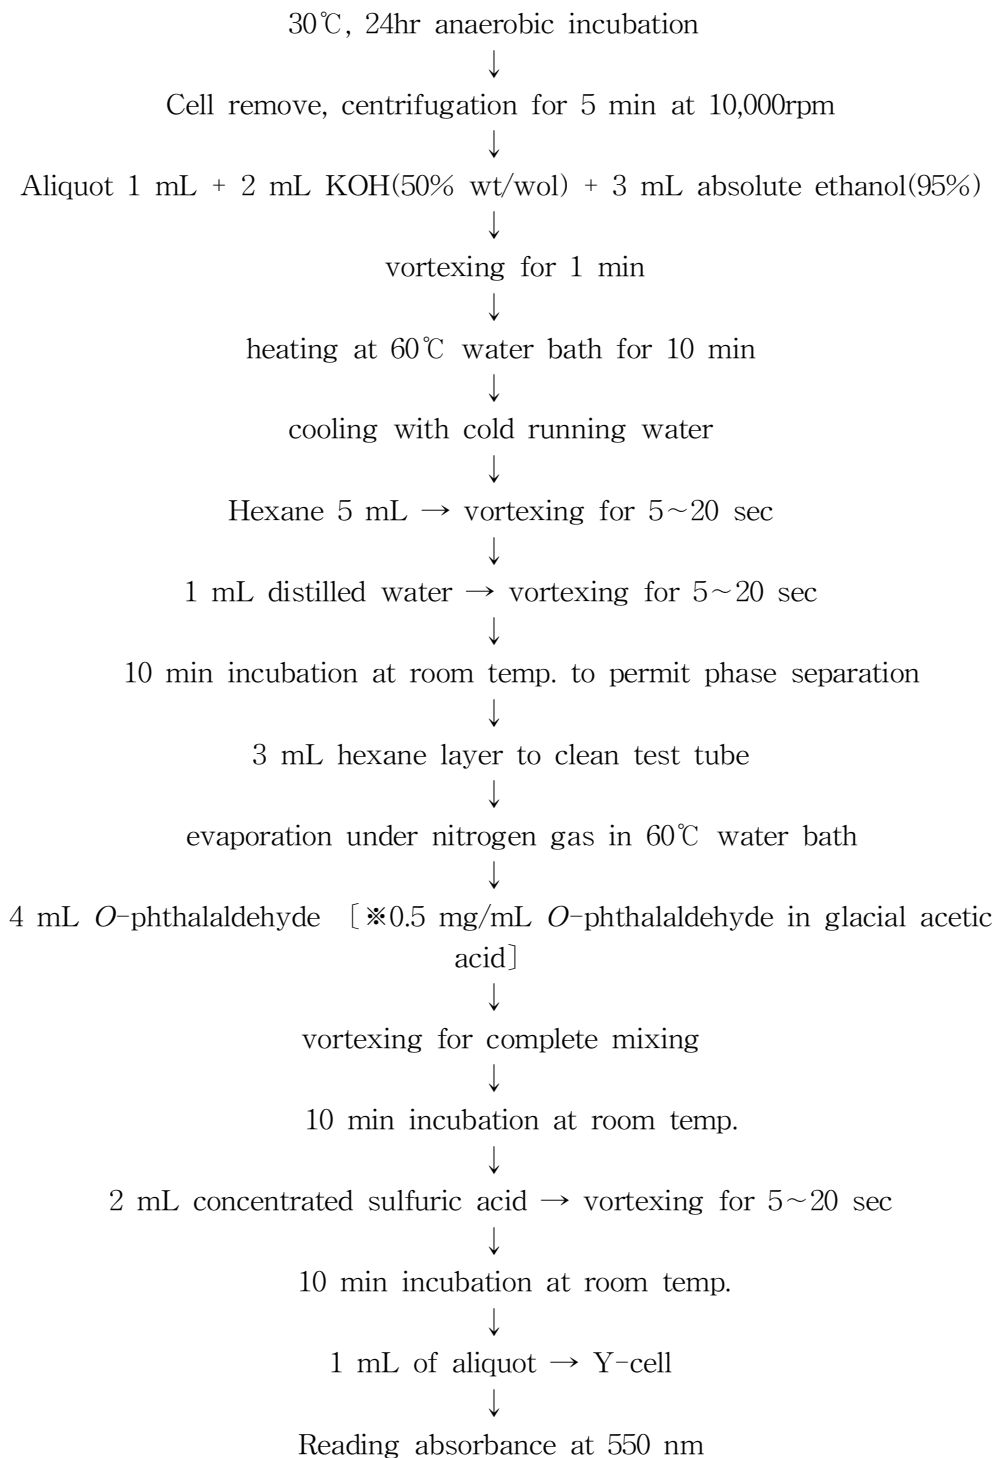 30℃, 24hr anaerobic incubation
↓
Cell remove, centrifugation for 5 min at 10,000rpm
↓
Aliquot 1 mL + 2 mL KOH(50% wt/wol) + 3 mL absolute ethanol(95%)
↓
vortexing for 1 min
↓
heating at 60℃ water bath for 10 min
↓
cooling with cold running water
↓
Hexane 5 mL → vortexing for 5~20 sec
↓
1 mL distilled water → vortexing for 5~20 sec
↓
10 min incubation at room temp. to permit phase separation
↓
3 mL hexane layer to clean test tube
↓
evaporation under nitrogen gas in 60℃ water bath
↓
4 mL O-phthalaldehyde 〔※0.5 mg/mL O-phthalaldehyde in glacial acetic
acid〕
↓
vortexing for complete mixing
↓
10 min incubation at room temp.
↓
2 mL concentrated sulfuric acid → vortexing for 5~20 sec
↓
10 min incubation at room temp.
↓
1 mL of aliquot → Y-cell
↓
Reading absorbance at 550 nm